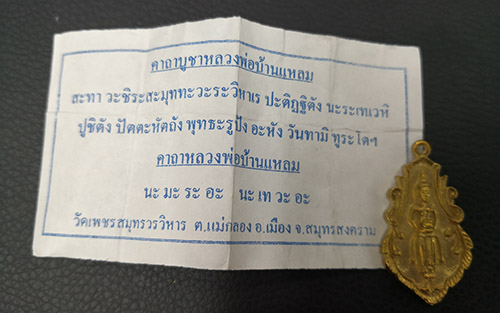 คาถาบูชาหลวงพ่อบ้านแหลม
สะทา วะชิระสะมุททะวะระวิหาเร ปะติฏฐิตัง นะระเทเวหิ
ปูชิตัง ปัตตะหัตถัง พุทธะรูปัง อะหัง วันทามิ ทูระโตฯ
คาถาหลวงพ่อบ้านแหลม
นะ มะ ระ อะ นะ เท วะ อะ
วัดเพชรสมุทรวรวิหาร ต.แม่กลอง อ.เมือง จ.สมุทรสงคราม